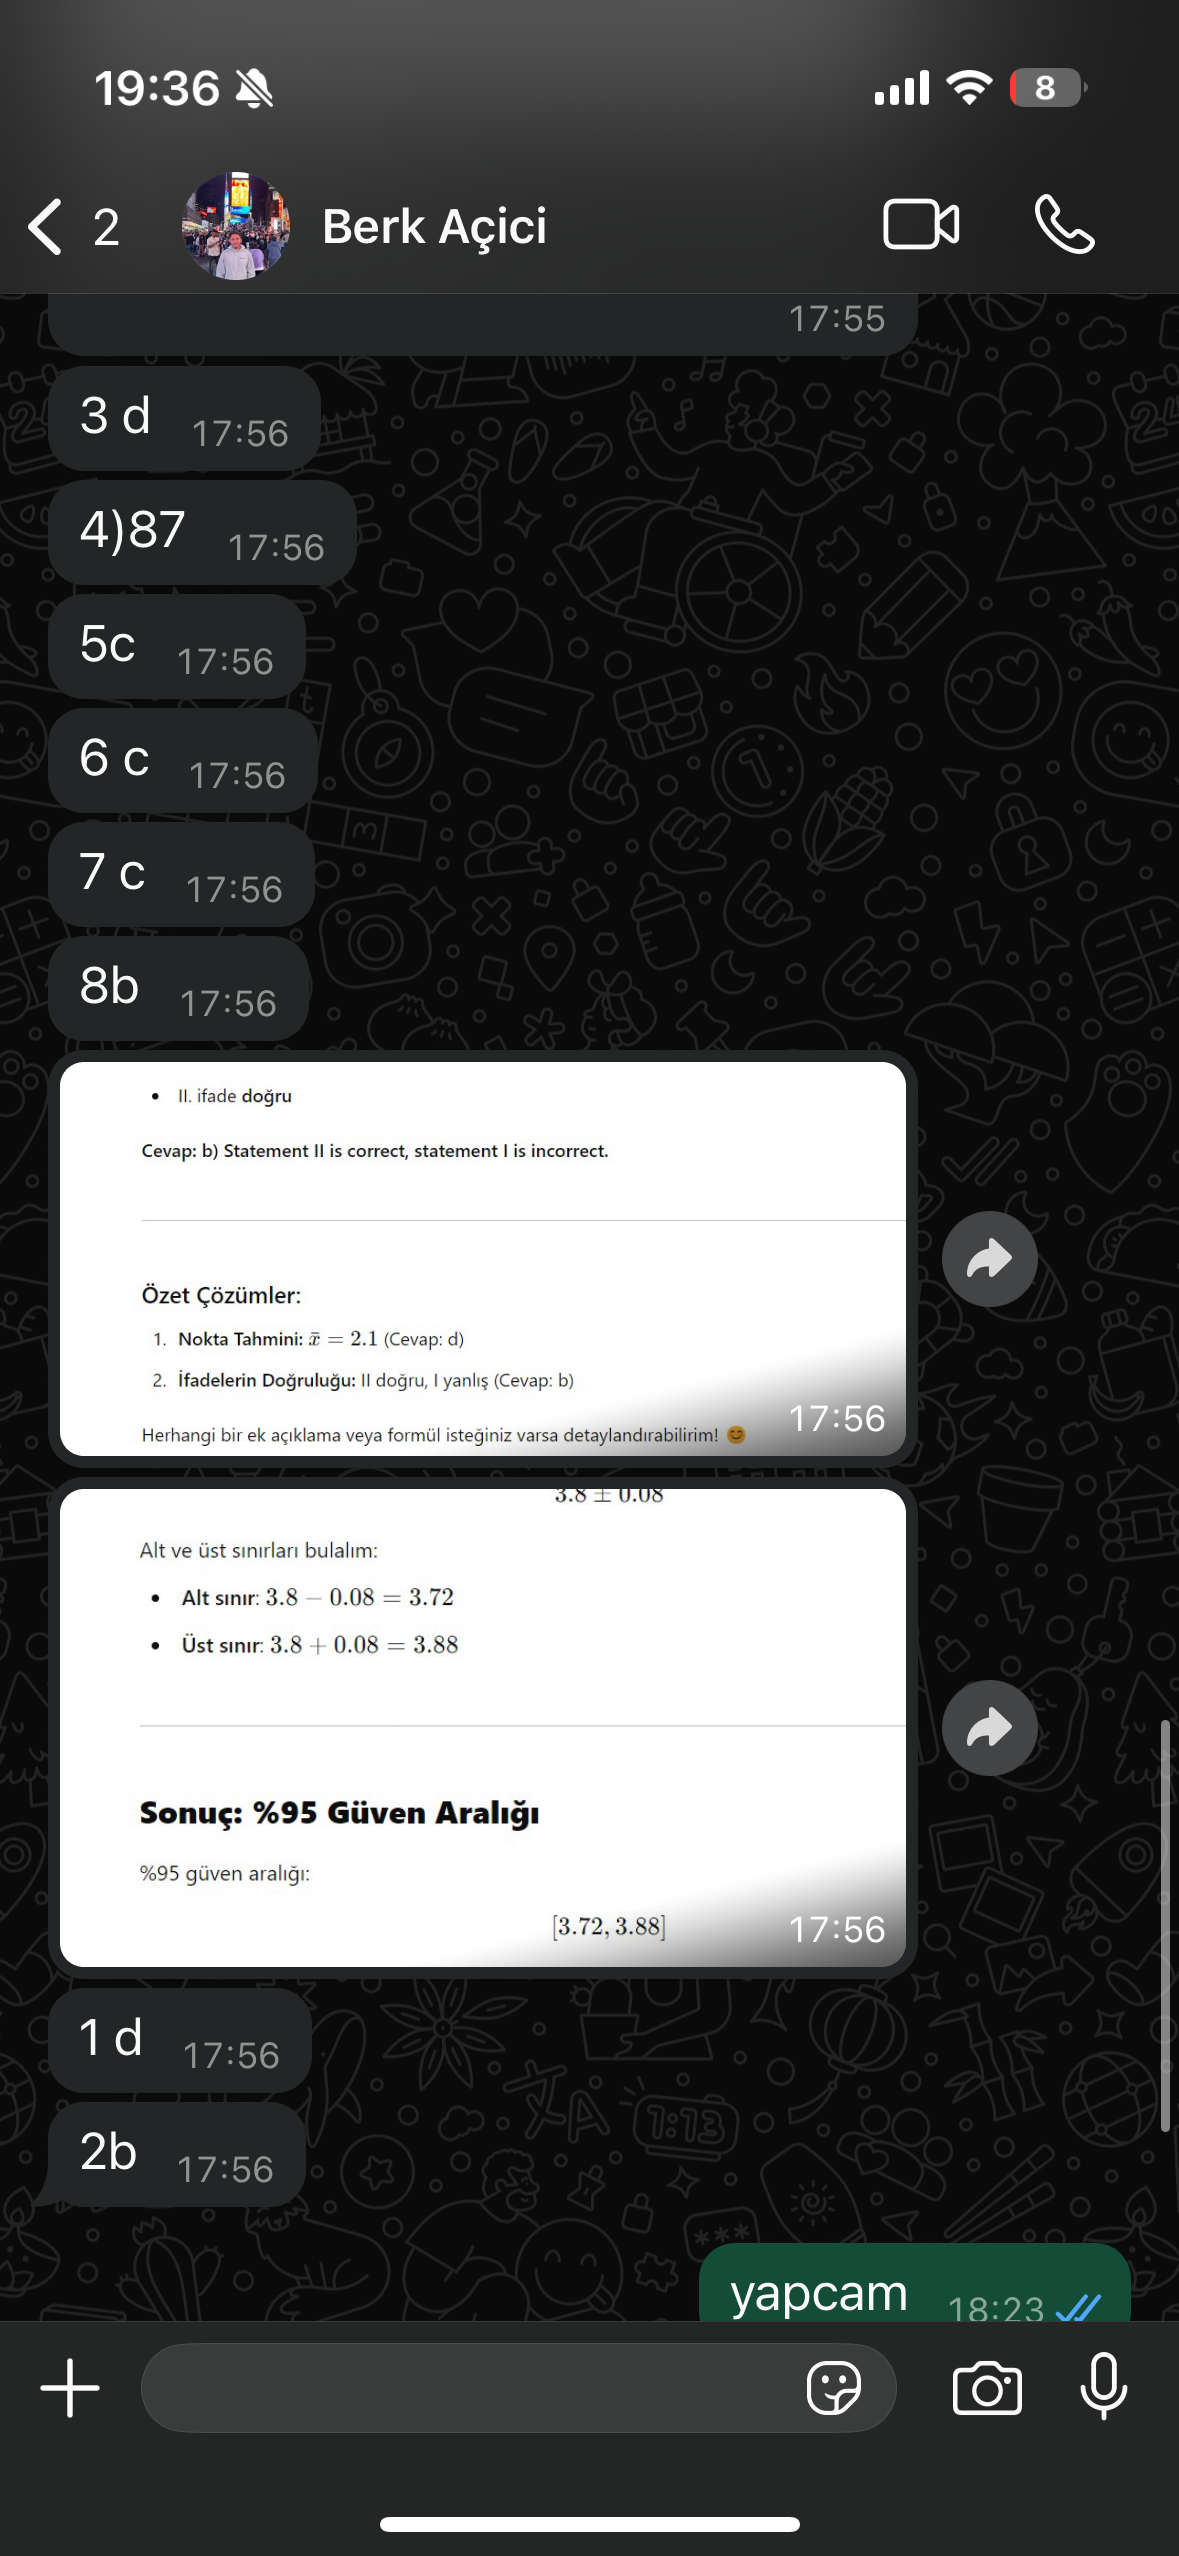 19:36
8
2
Berk Açici
17:55
3 d 17:56
4)87 17:56
5c 17:56
6 c 17:56
7 c 17:56
8b 17:56
• II. ifade doğru
Cevap: b) Statement II is correct, statement I is incorrect.
Özet Çözümler:
1. Nokta Tahmini: x̄ = 2.1 (Cevap: d)
2. İfadelerin Doğruluğu: II doğru, I yanlış (Cevap: b)
Herhangi bir ek açıklama veya formül isteğiniz varsa detaylandırabilirim! 😊
17:56
3.8 ± 0.08
Alt ve üst sınırları bulalım:
• Alt sınır: 3.8 − 0.08 = 3.72
• Üst sınır: 3.8 + 0.08 = 3.88
Sonuç: %95 Güven Aralığı
%95 güven aralığı:
[3.72, 3.88]
17:56
1 d 17:56
2b 17:56
yapcam 18:23